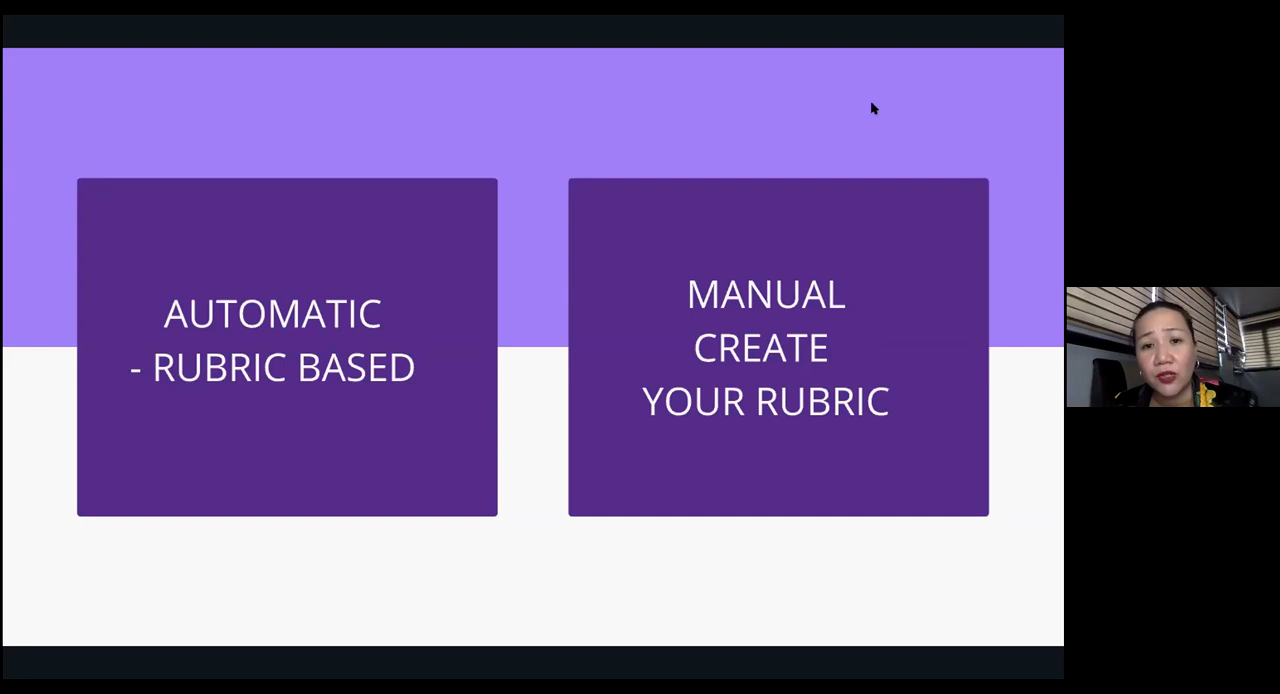 AUTOMATIC
- RUBRIC BASED
MANUAL
CREATE
YOUR RUBRIC